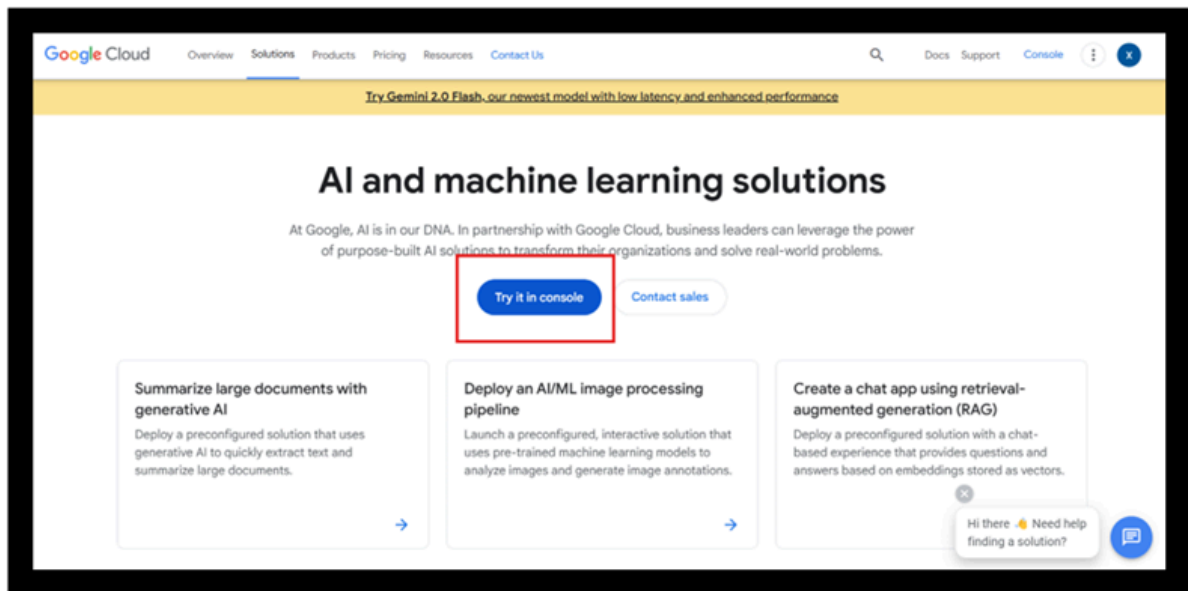 Google Cloud Overview Solutions Products Pricing Resources Contact Us Docs Support Console X
Try Gemini 2.0 Flash, our newest model with low latency and enhanced performance
AI and machine learning solutions
At Google, AI is in our DNA. In partnership with Google Cloud, business leaders can leverage the power
of purpose-built AI solutions to transform their organizations and solve real-world problems.
Try it in console Contact sales
Summarize large documents with
generative AI
Deploy a preconfigured solution that uses
generative AI to quickly extract text and
summarize large documents.
Deploy an AI/ML image processing
pipeline
Launch a preconfigured, interactive solution that
uses pre-trained machine learning models to
analyze images and generate image annotations.
Create a chat app using retrieval-
augmented generation (RAG)
Deploy a preconfigured solution with a chat-
based experience that provides questions and
answers based on embeddings stored as vectors.
Hi there 👋 Need help
finding a solution?